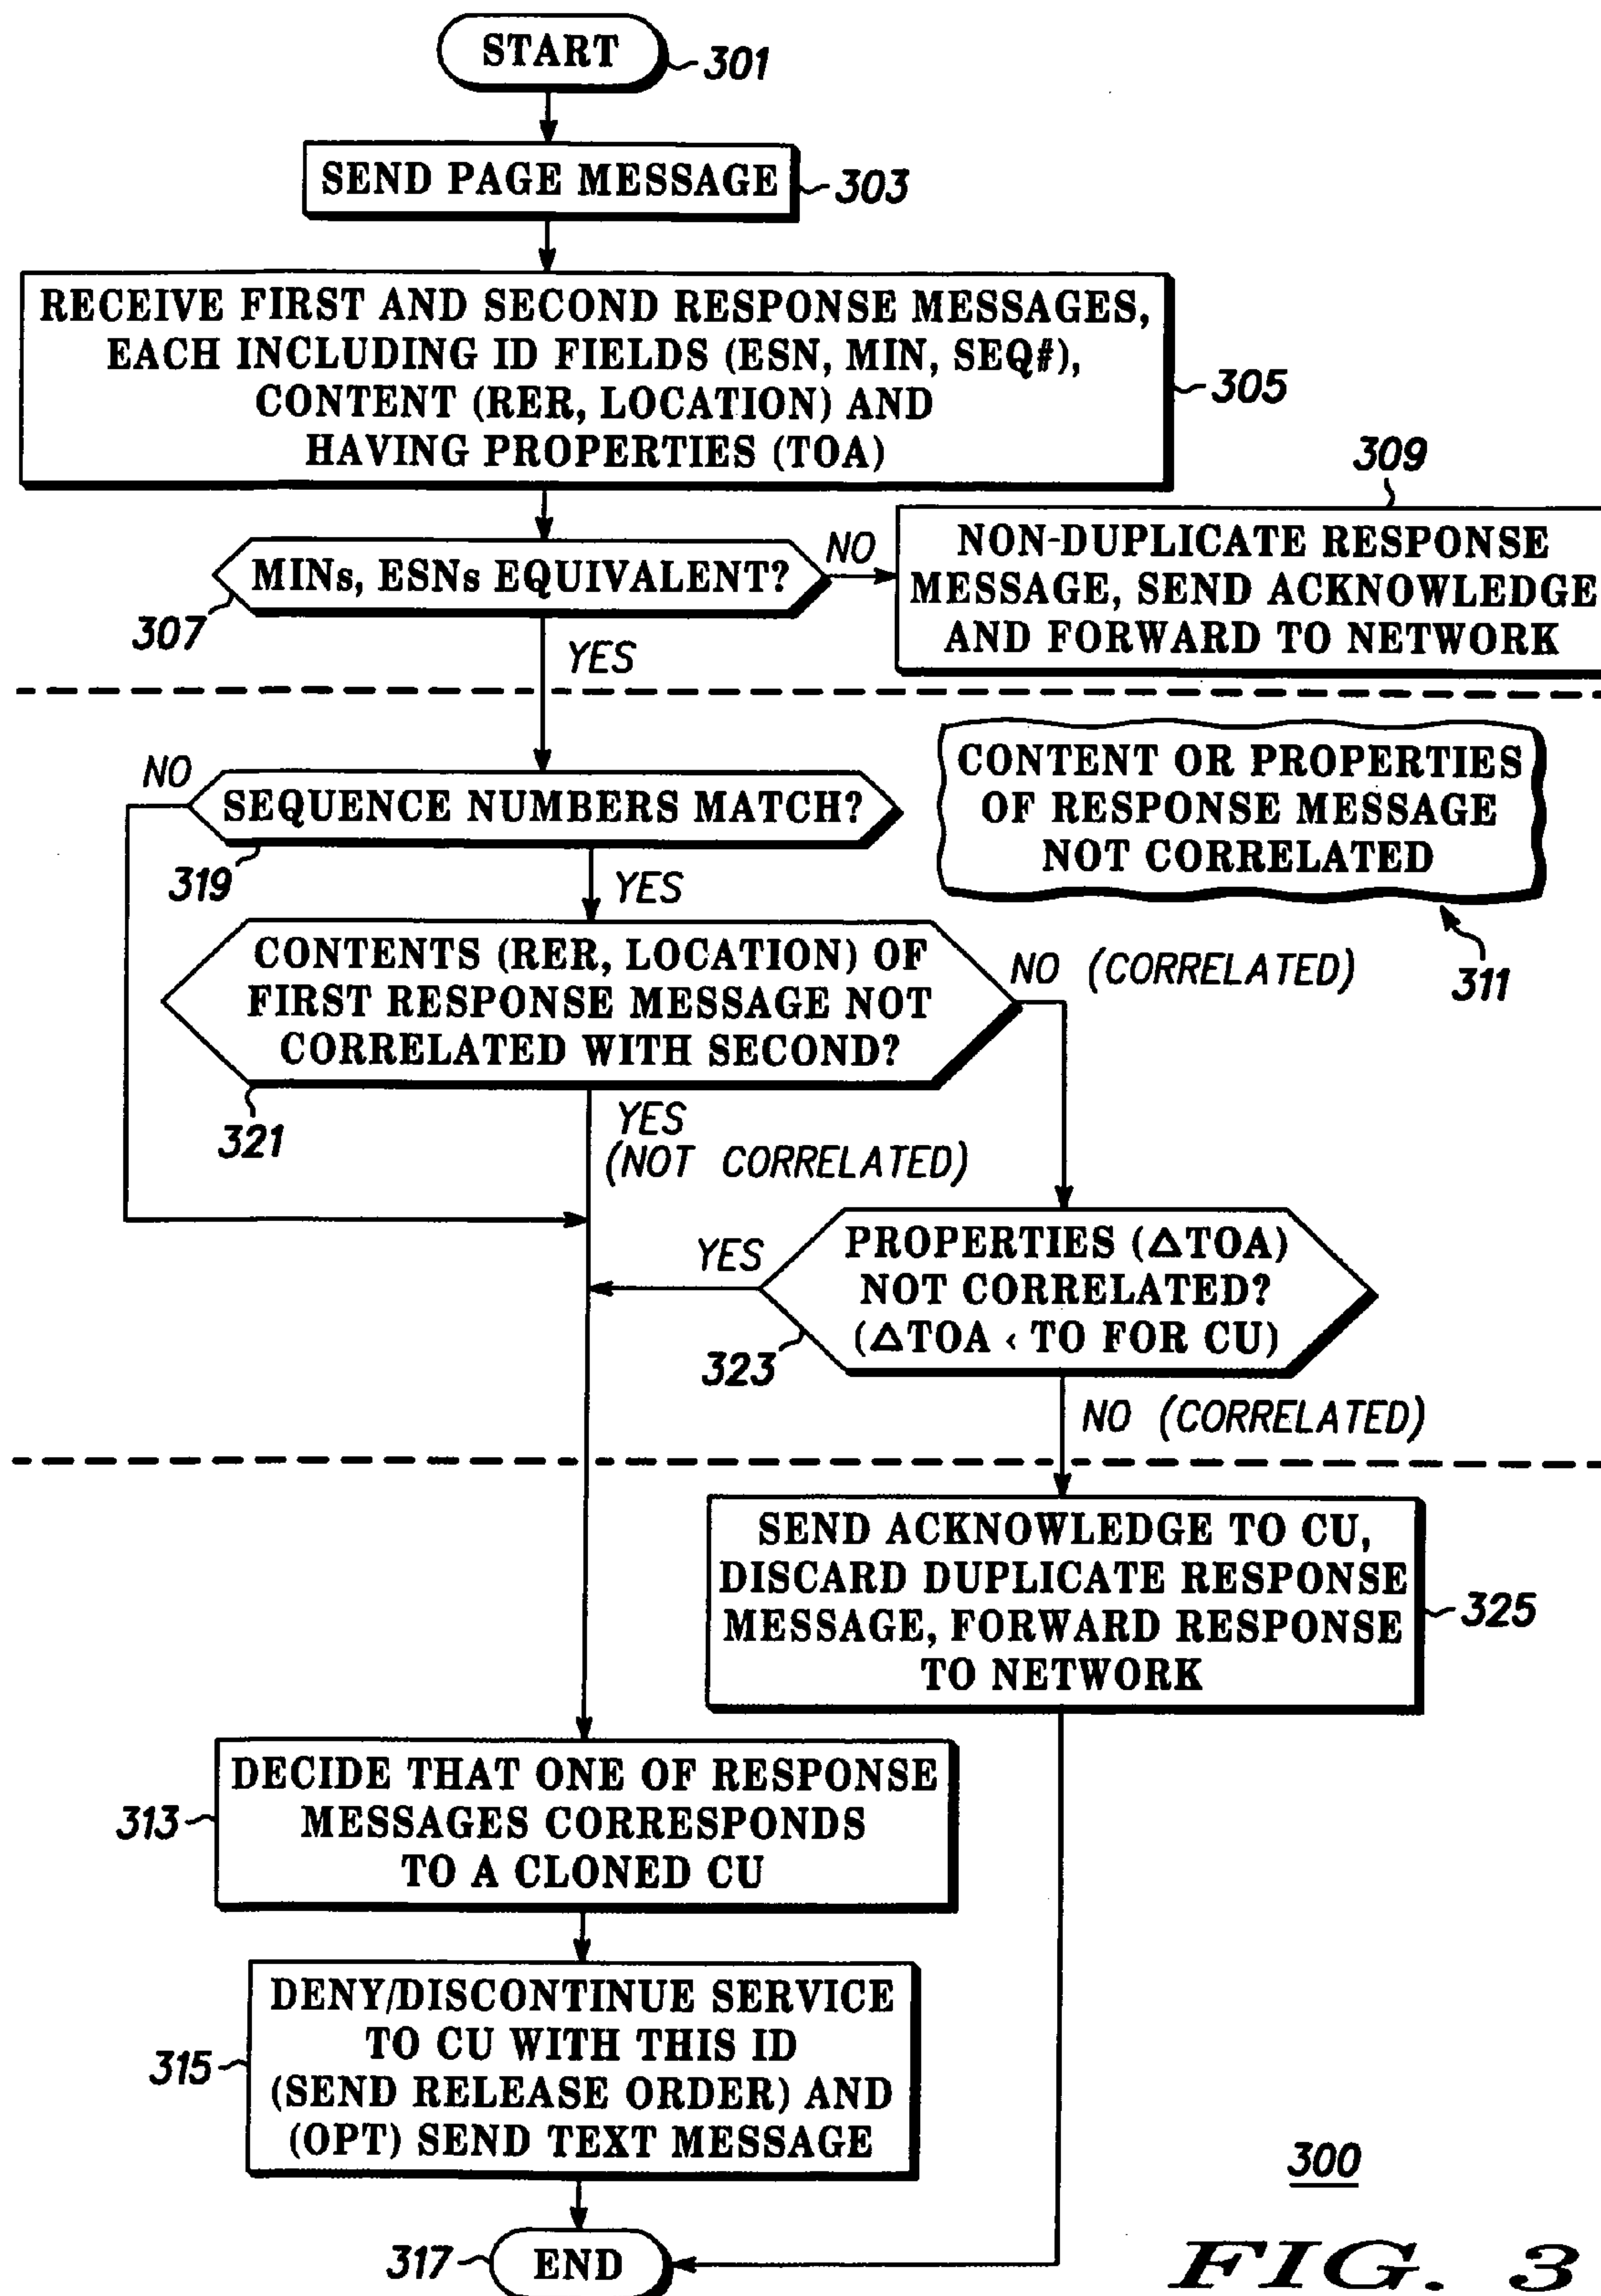 START
301
SEND PAGE MESSAGE
303
RECEIVE FIRST AND SECOND RESPONSE MESSAGES,
EACH INCLUDING ID FIELDS (ESN, MIN, SEQ#),
CONTENT (RER, LOCATION) AND
HAVING PROPERTIES (TOA)
305
309
MINs, ESNs EQUIVALENT?
307
NO
NON-DUPLICATE RESPONSE
MESSAGE, SEND ACKNOWLEDGE
AND FORWARD TO NETWORK
YES
NO
SEQUENCE NUMBERS MATCH?
319
YES
CONTENT OR PROPERTIES
OF RESPONSE MESSAGE
NOT CORRELATED
311
CONTENTS (RER, LOCATION) OF
FIRST RESPONSE MESSAGE NOT
CORRELATED WITH SECOND?
321
NO (CORRELATED)
YES
(NOT CORRELATED)
YES
PROPERTIES (△TOA)
NOT CORRELATED?
(△TOA < TO FOR CU)
323
NO (CORRELATED)
SEND ACKNOWLEDGE TO CU,
DISCARD DUPLICATE RESPONSE
MESSAGE, FORWARD RESPONSE
TO NETWORK
325
DECIDE THAT ONE OF RESPONSE
MESSAGES CORRESPONDS
TO A CLONED CU
313
DENY/DISCONTINUE SERVICE
TO CU WITH THIS ID
(SEND RELEASE ORDER) AND
(OPT) SEND TEXT MESSAGE
315
END
317
300
FIG. 3